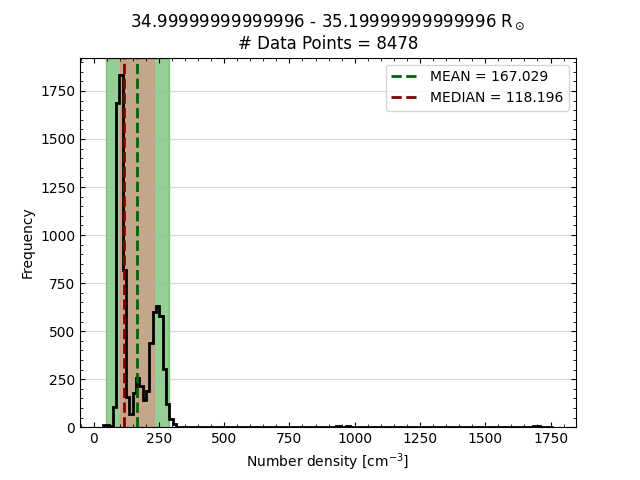 34.99999999999996 - 35.19999999999996 R⊙
# Data Points = 8478
MEAN = 167.029
MEDIAN = 118.196
Frequency
1750
1500
1250
1000
750
500
250
0
0 250 500 750 1000 1250 1500 1750
Number density [cm⁻³]